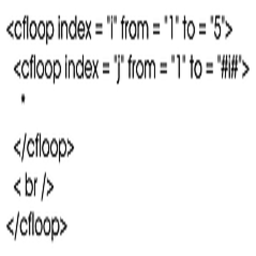 <cfloop index = "i" from = "1" to = "5">
<cfloop index = "j" from = "1" to = "#i#">
*
</cfloop>
< br />
</cfloop>